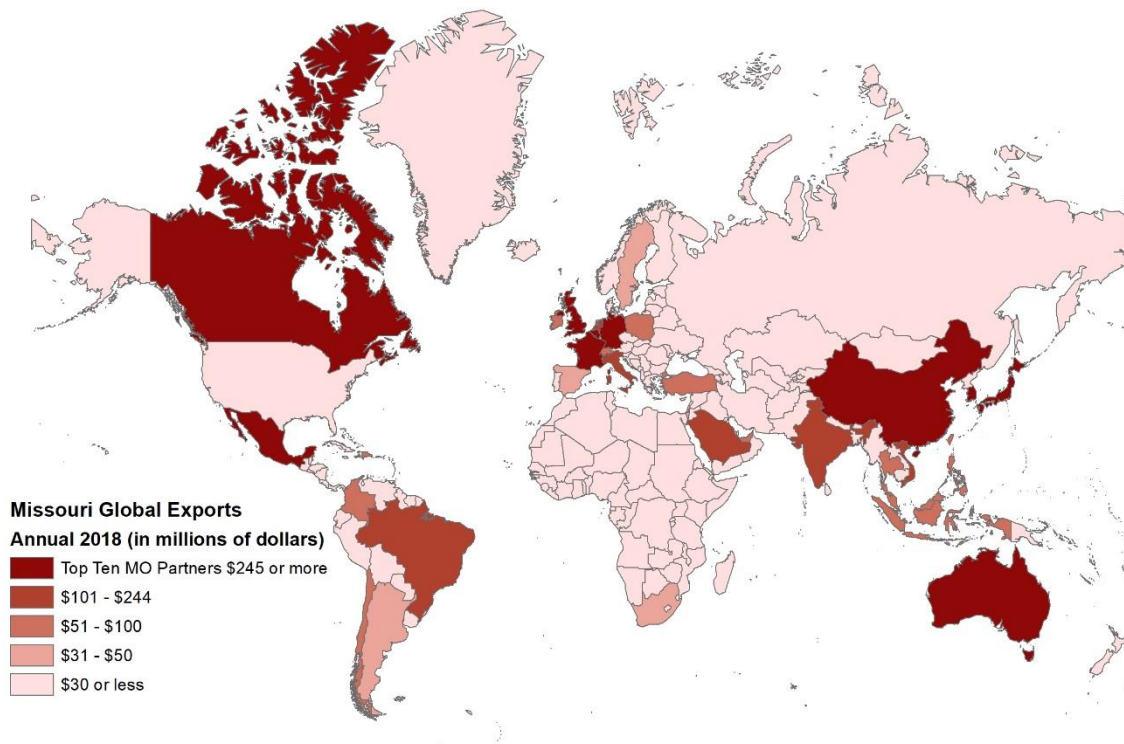 Missouri Global Exports
Annual 2018 (in millions of dollars)
Top Ten MO Partners $245 or more
$101 - $244
$51 - $100
$31 - $50
$30 or less